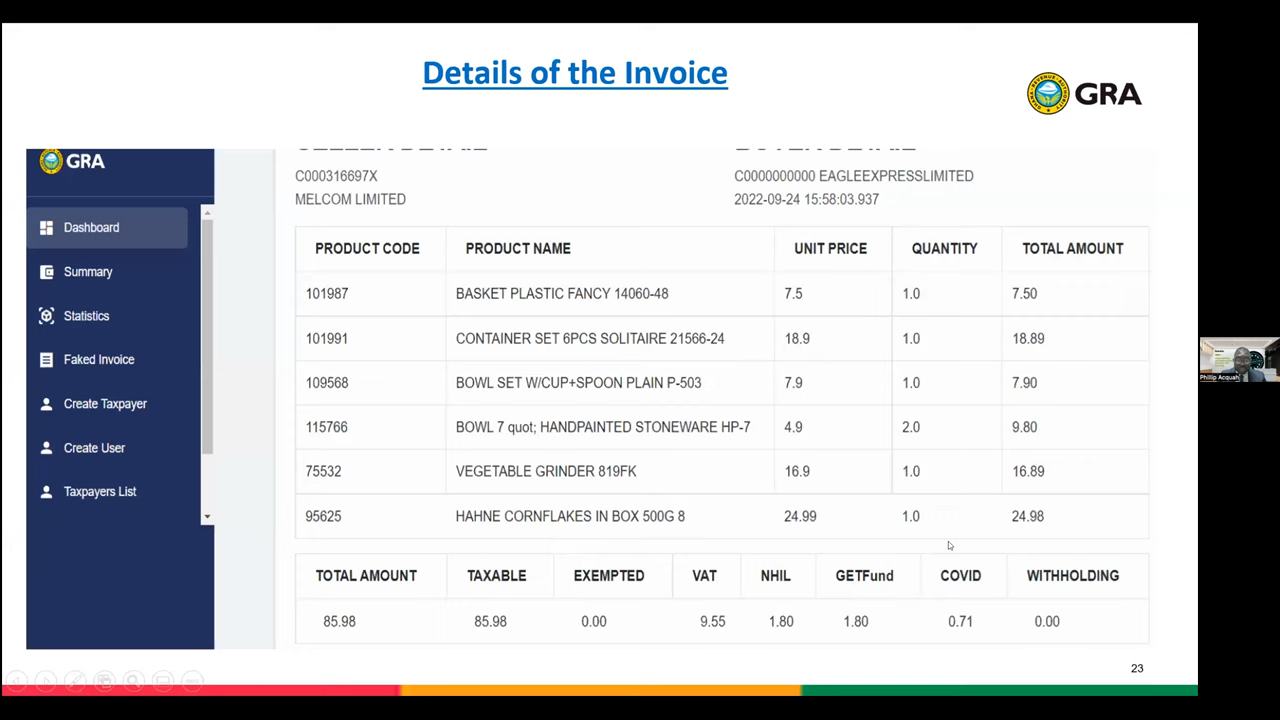 Details of the Invoice
GRA
GRA
Dashboard
Summary
Statistics
Faked Invoice
Create Taxpayer
Create User
Taxpayers List
C000316697X
MELCOM LIMITED
C0000000000 EAGLEEXPRESSLIMITED
2022-09-24 15:58:03.937
PRODUCT CODE PRODUCT NAME UNIT PRICE QUANTITY TOTAL AMOUNT
101987 BASKET PLASTIC FANCY 14060-48 7.5 1.0 7.50
101991 CONTAINER SET 6PCS SOLITAIRE 21566-24 18.9 1.0 18.89
109568 BOWL SET W/CUP+SPOON PLAIN P-503 7.9 1.0 7.90
115766 BOWL 7 quot; HANDPAINTED STONEWARE HP-7 4.9 2.0 9.80
75532 VEGETABLE GRINDER 819FK 16.9 1.0 16.89
95625 HAHNE CORNFLAKES IN BOX 500G 8 24.99 1.0 24.98
TOTAL AMOUNT TAXABLE EXEMPTED VAT NHIL GETFund COVID WITHHOLDING
85.98 85.98 0.00 9.55 1.80 1.80 0.71 0.00
23
Phillip Acquah